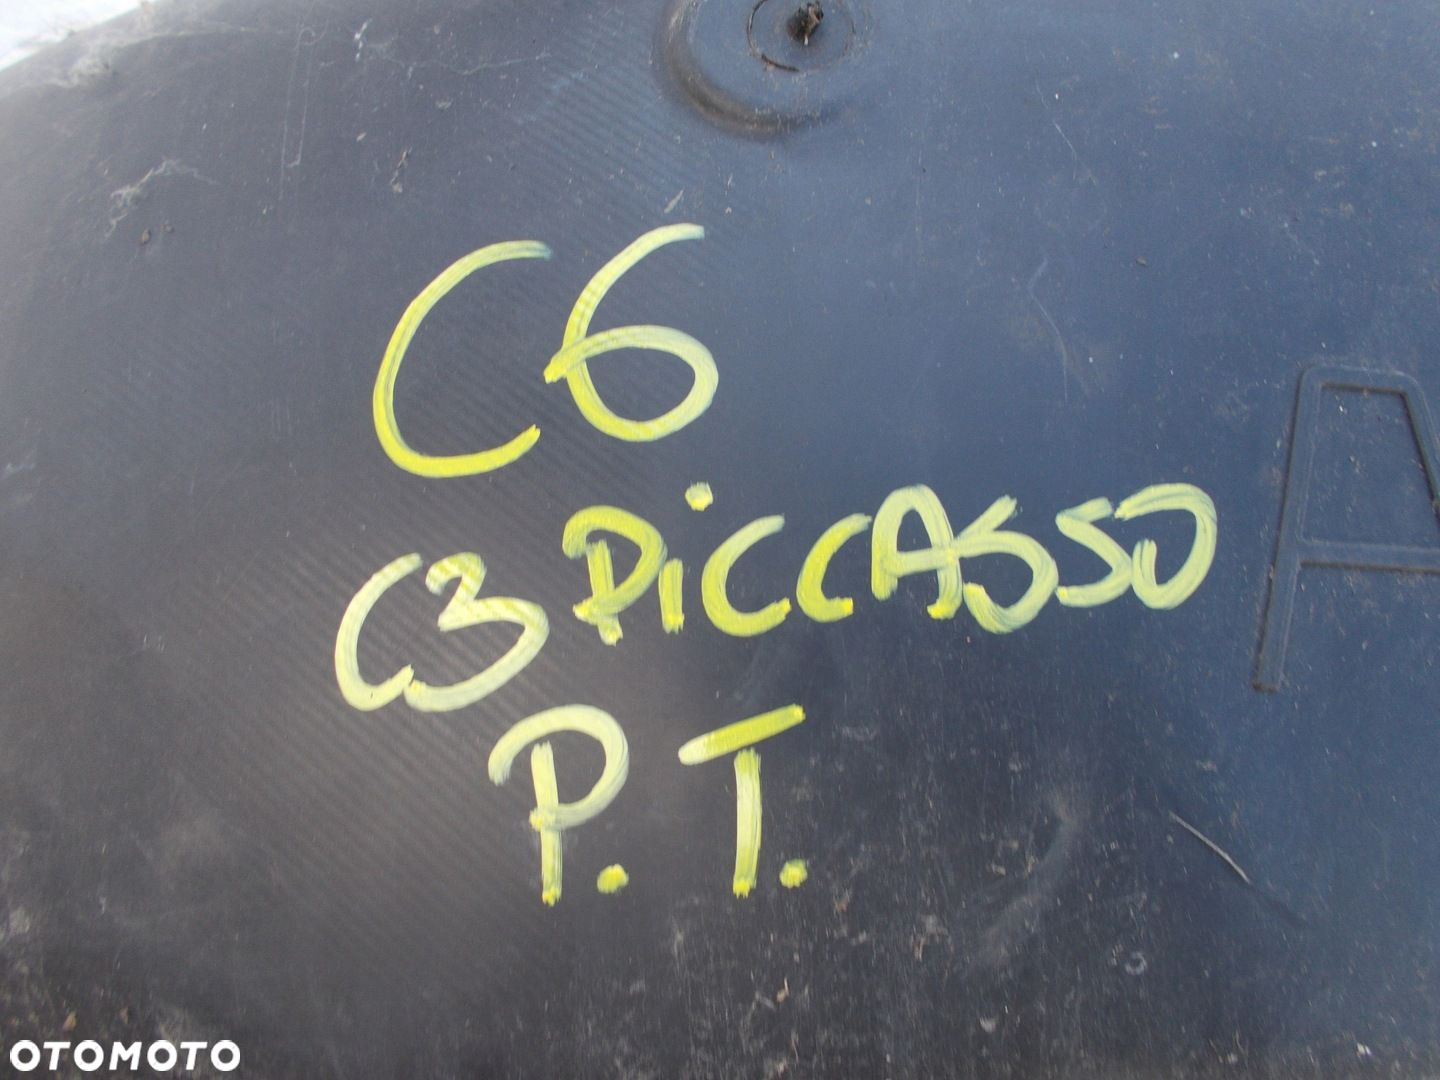 C6
C3 PiCCASSO
P.T.
A
OTOMOTO